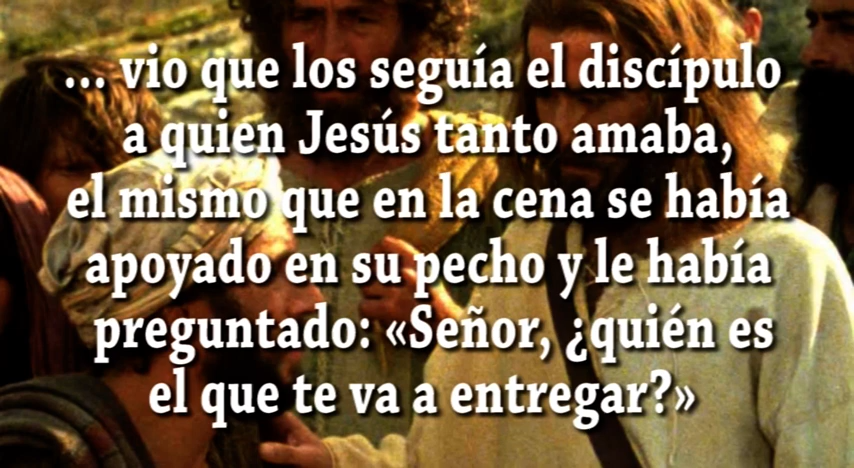 ... vio que los seguía el discípulo
a quien Jesús tanto amaba,
el mismo que en la cena se había
apoyado en su pecho y le había
preguntado: «Señor, ¿quién es
el que te va a entregar?»